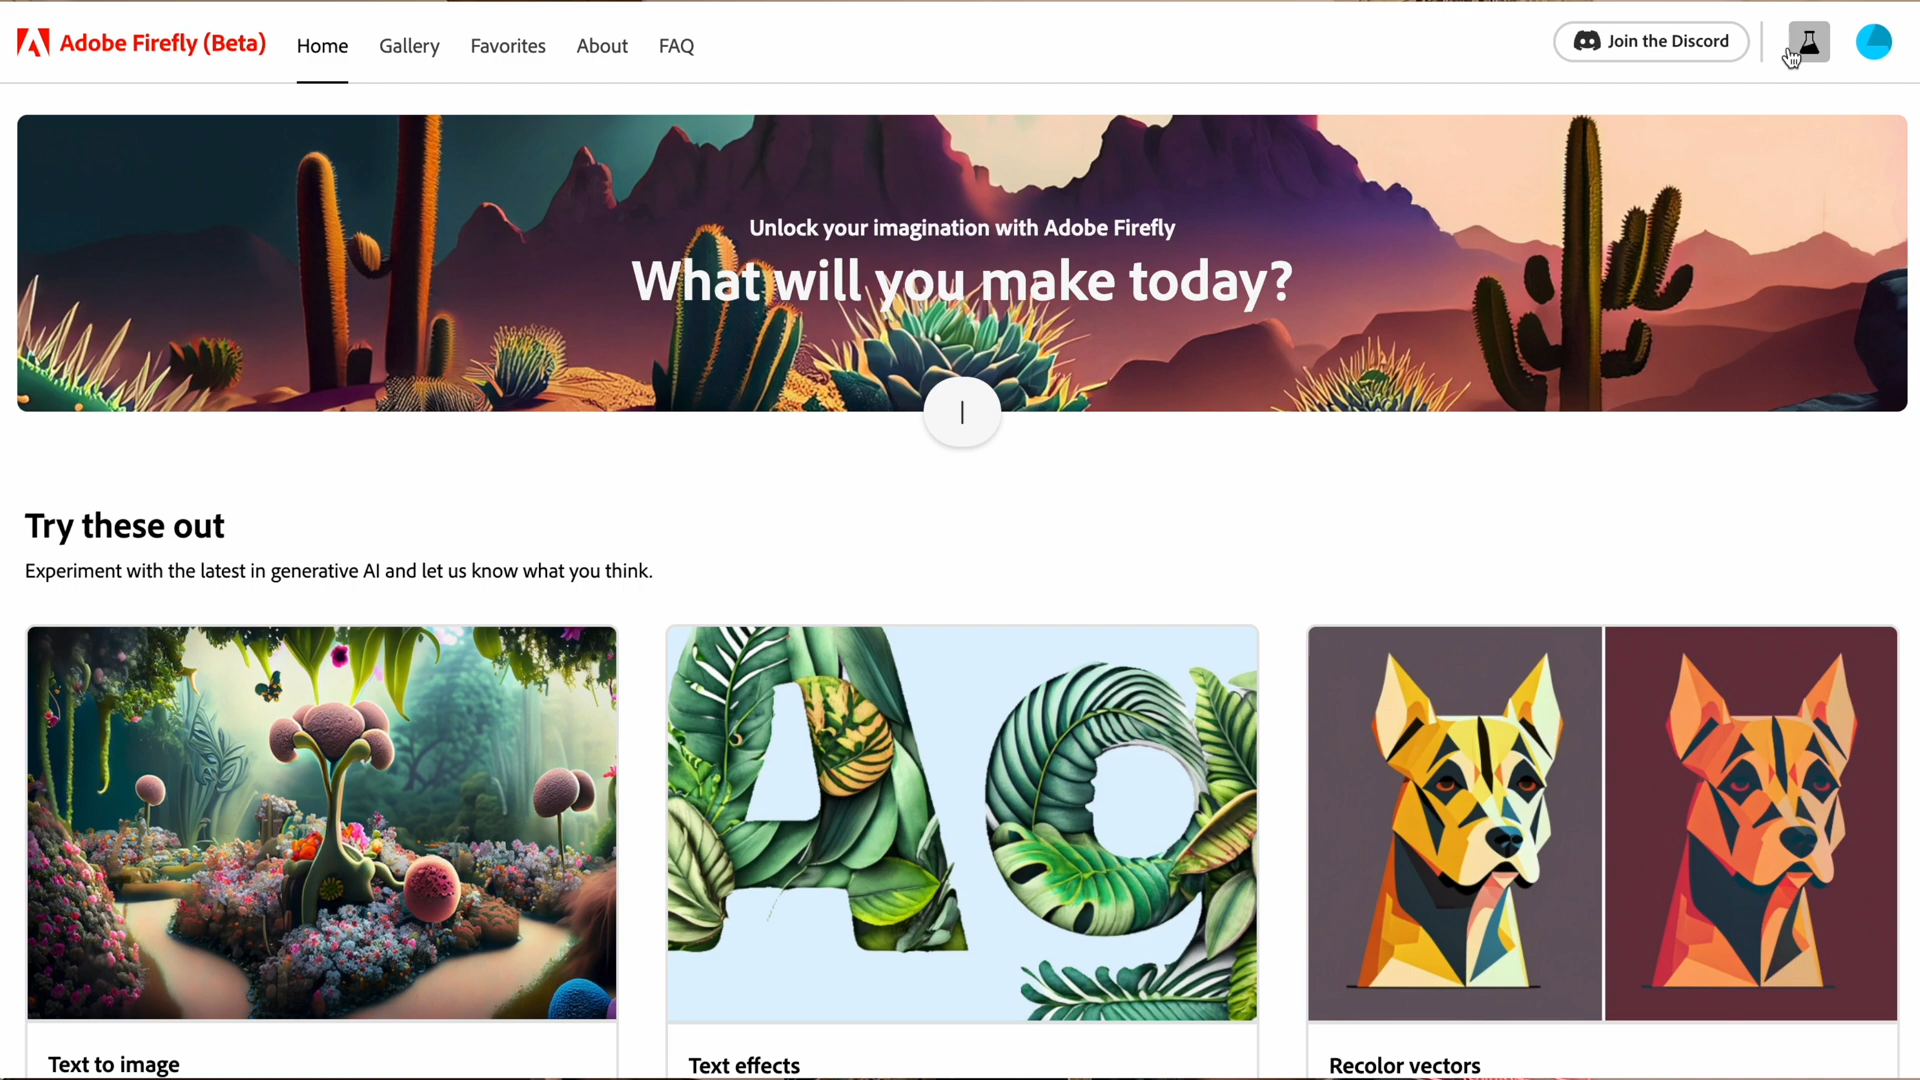 Adobe Firefly (Beta)
Home
Gallery
Favorites
About
FAQ
Join the Discord
Unlock your imagination with Adobe Firefly
What will you make today?
Try these out
Experiment with the latest in generative AI and let us know what you think.
Text to image
Text effects
Recolor vectors